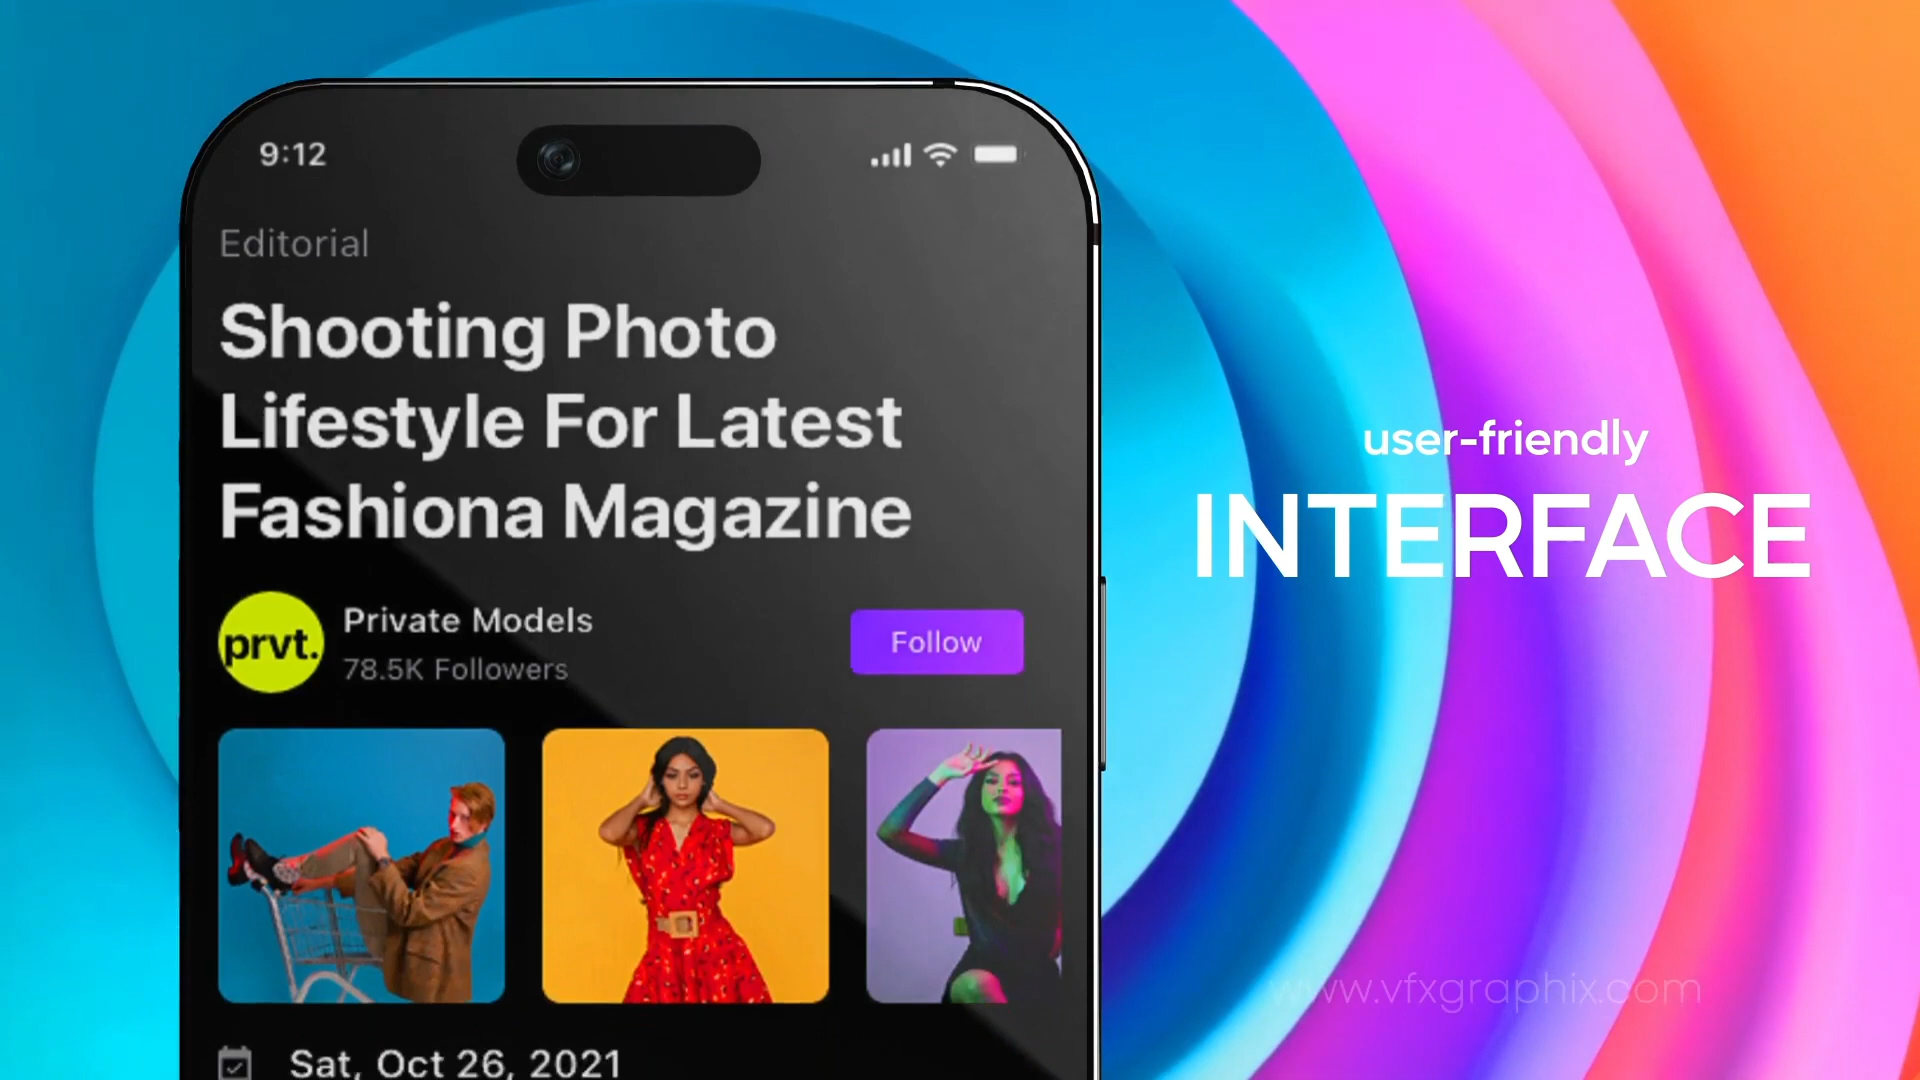 9:12
Editorial
Shooting Photo
Lifestyle For Latest
Fashiona Magazine
prvt.
Private Models
78.5K Followers
Follow
Sat, Oct 26, 2021
user-friendly
INTERFACE
www.vfxgraphix.com